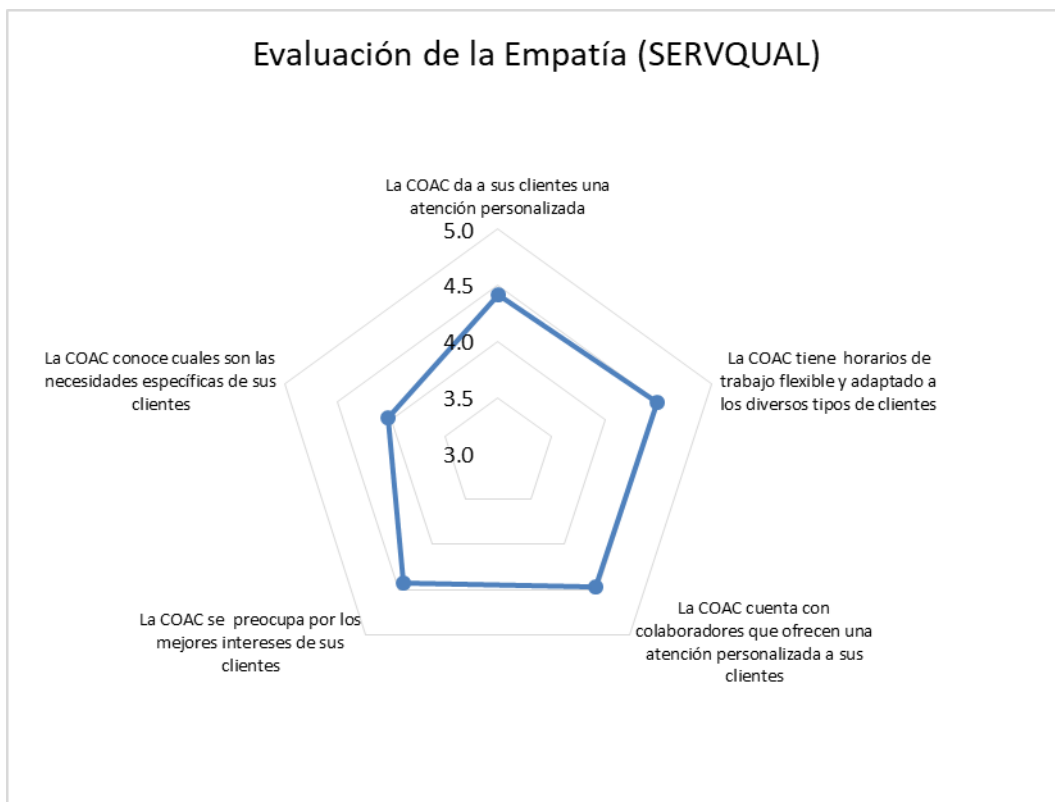 Evaluación de la Empatía (SERVQUAL)
La COAC da a sus clientes una
atención personalizada
5.0
4.5
4.0
3.5
3.0
La COAC tiene horarios de
trabajo flexible y adaptado a
los diversos tipos de clientes
La COAC cuenta con
colaboradores que ofrecen una
atención personalizada a sus
clientes
La COAC se preocupa por los
mejores intereses de sus
clientes
La COAC conoce cuales son las
necesidades específicas de sus
clientes